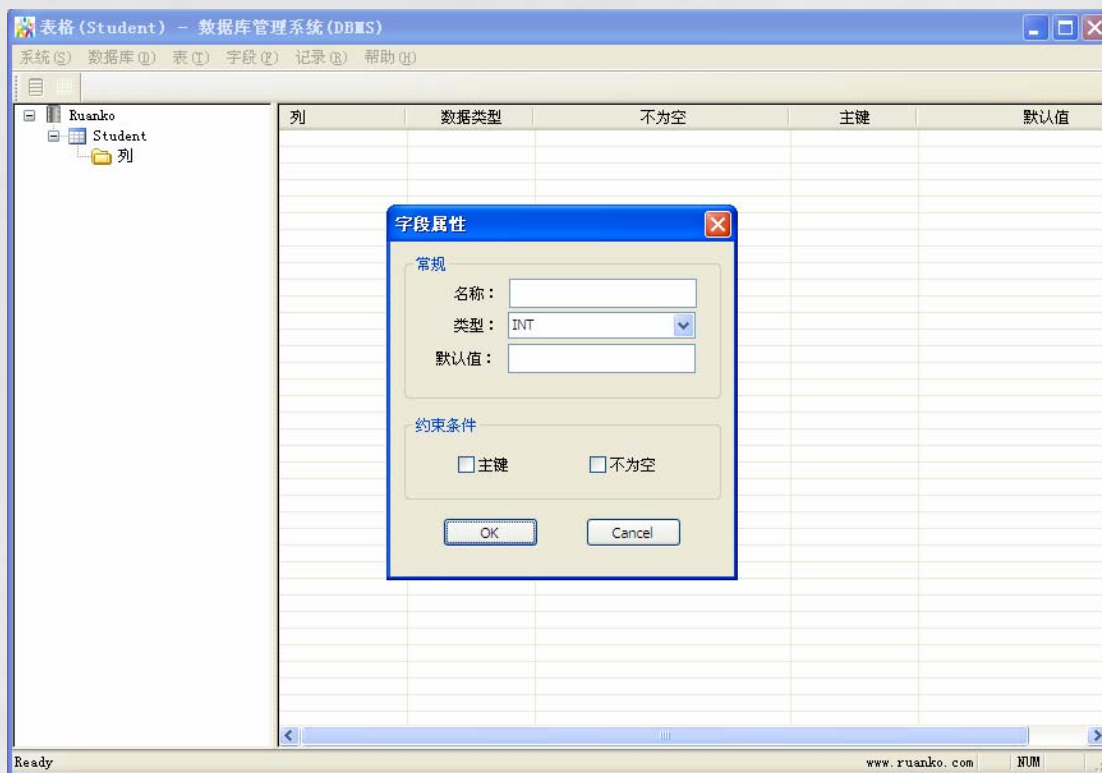 表格(Student) - 数据库管理系统(DBMS)
系统(S) 数据库(D) 表(T) 字段(F) 记录(R) 帮助(H)
Ruanko
Student
列
列 数据类型 不为空 主键 默认值
字段属性
常规
名称：
类型： INT
默认值：
约束条件
主键 不为空
OK Cancel
Ready www.ruanko.com NUM